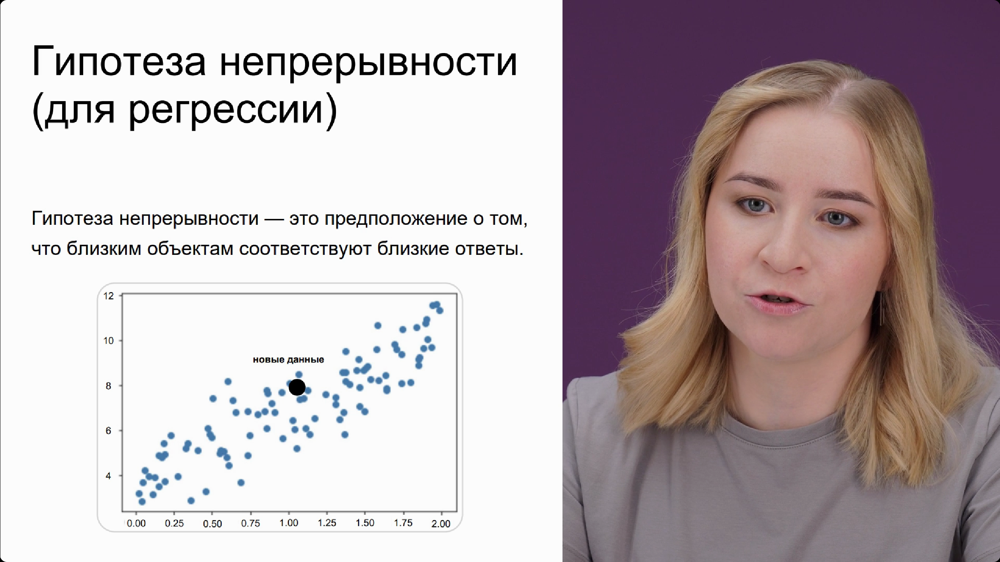 Гипотеза непрерывности
(для регрессии)
Гипотеза непрерывности — это предположение о том,
что близким объектам соответствуют близкие ответы.
12
10
новые данные
8
6
4
0.00 0.25 0.50 0.75 1.00 1.25 1.50 1.75 2.00